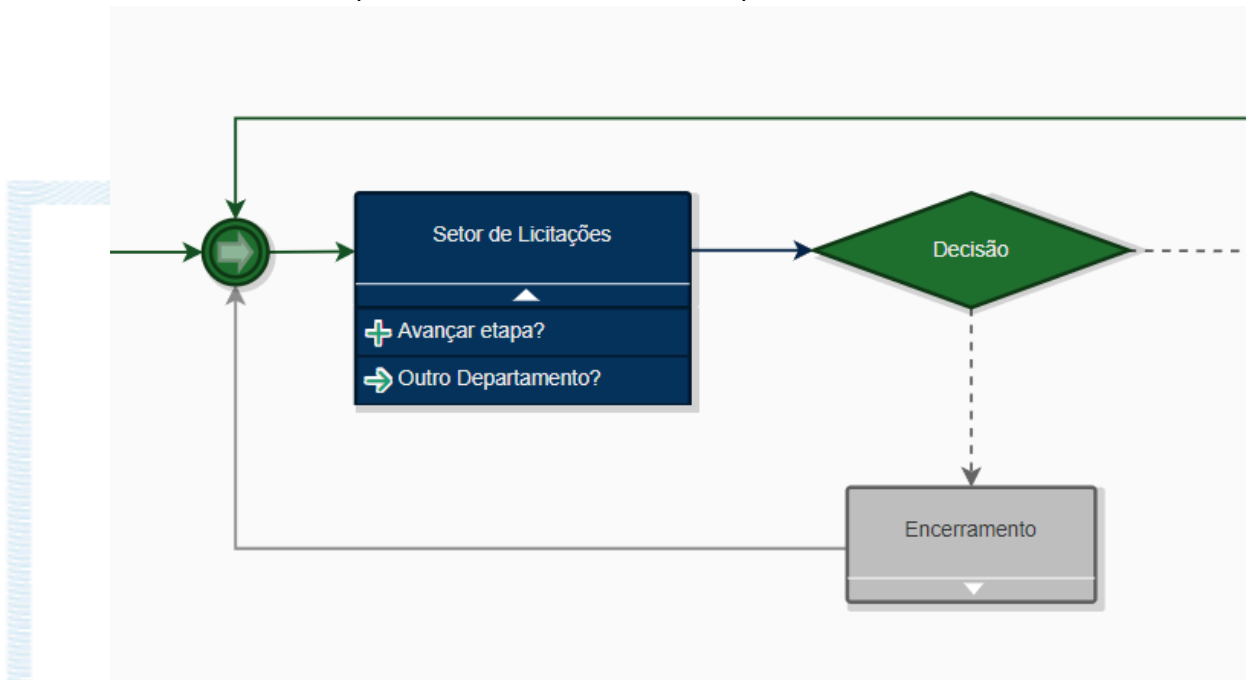 Setor de Licitações
Decisão
Avançar etapa?
Outro Departamento?
Encerramento